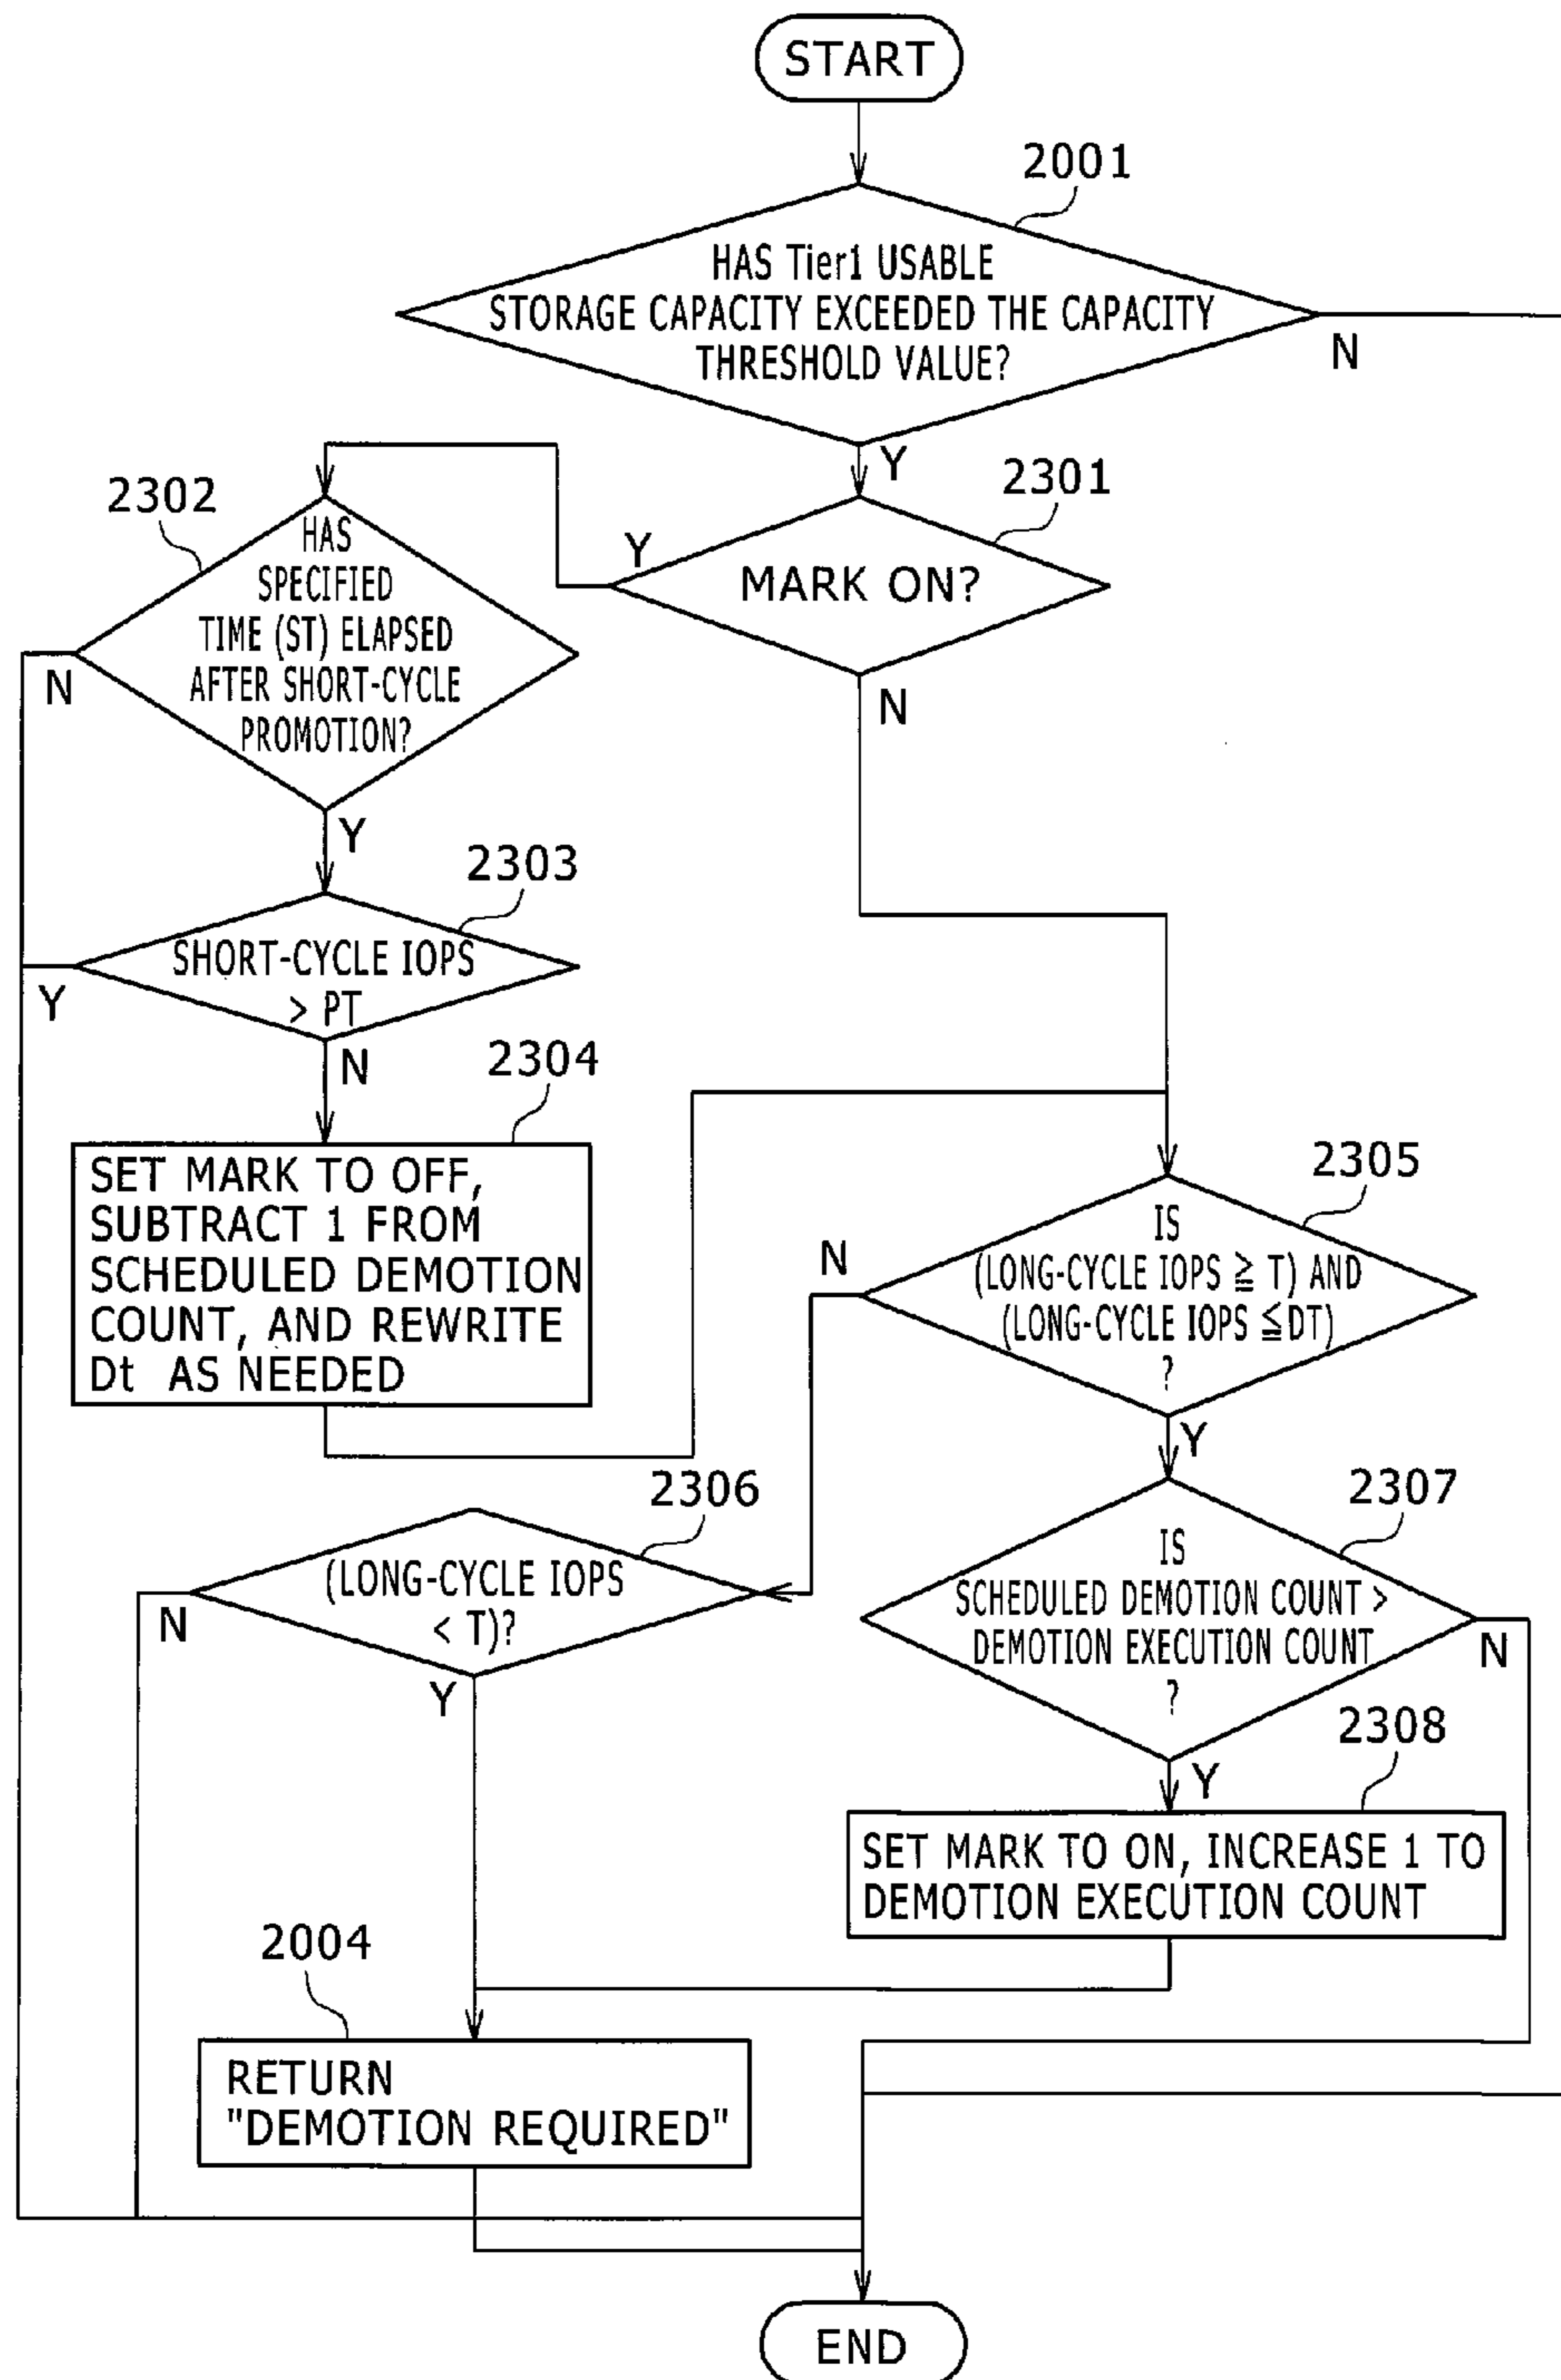 START
2001
HAS Tier1 USABLE
STORAGE CAPACITY EXCEEDED THE CAPACITY
THRESHOLD VALUE?
N
Y
2301
MARK ON?
Y
N
2302
HAS
SPECIFIED
TIME (ST) ELAPSED
AFTER SHORT-CYCLE
PROMOTION?
N
Y
2303
SHORT-CYCLE IOPS
> PT
Y
N
2304
SET MARK TO OFF,
SUBTRACT 1 FROM
SCHEDULED DEMOTION
COUNT, AND REWRITE
Dt AS NEEDED
2305
IS
(LONG-CYCLE IOPS ≧ T) AND
(LONG-CYCLE IOPS ≦DT)
?
N
Y
2306
(LONG-CYCLE IOPS
< T)?
N
Y
2307
IS
SCHEDULED DEMOTION COUNT >
DEMOTION EXECUTION COUNT
?
N
Y
2308
SET MARK TO ON, INCREASE 1 TO
DEMOTION EXECUTION COUNT
2004
RETURN
"DEMOTION REQUIRED"
END